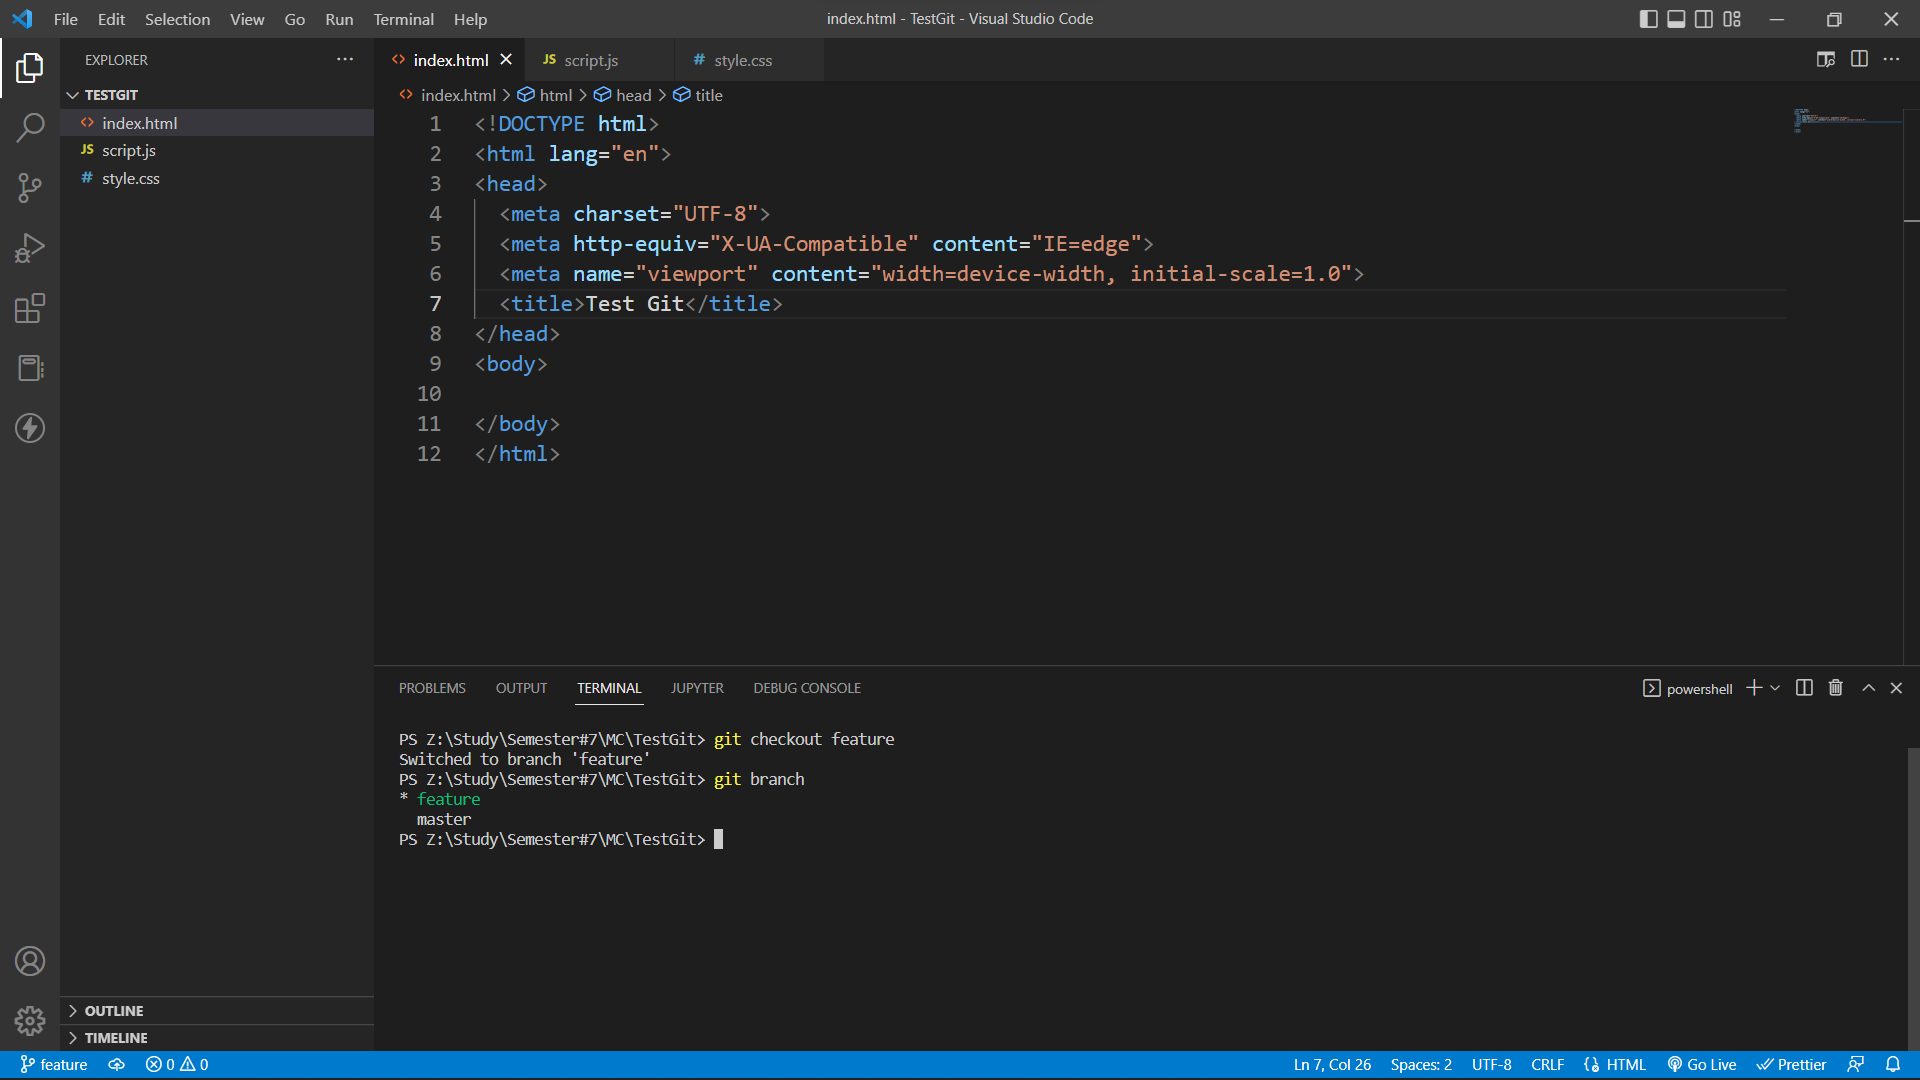 File Edit Selection View Go Run Terminal Help
index.html - TestGit - Visual Studio Code
EXPLORER
TESTGIT
index.html
JS script.js
# style.css
OUTLINE
TIMELINE
index.html
JS script.js
# style.css
index.html > html > head > title
1 <!DOCTYPE html>
2 <html lang="en">
3 <head>
4 <meta charset="UTF-8">
5 <meta http-equiv="X-UA-Compatible" content="IE=edge">
6 <meta name="viewport" content="width=device-width, initial-scale=1.0">
7 <title>Test Git</title>
8 </head>
9 <body>
10
11 </body>
12 </html>
PROBLEMS OUTPUT TERMINAL JUPYTER DEBUG CONSOLE
powershell
PS Z:\Study\Semester#7\MC\TestGit> git checkout feature
Switched to branch 'feature'
PS Z:\Study\Semester#7\MC\TestGit> git branch
* feature
master
PS Z:\Study\Semester#7\MC\TestGit>
feature 0 0
Ln 7, Col 26 Spaces: 2 UTF-8 CRLF HTML Go Live Prettier